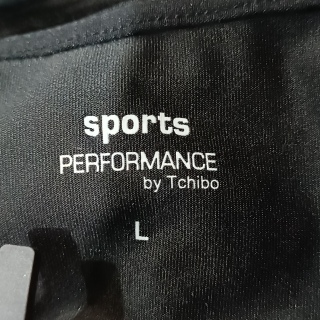 sports
PERFORMANCE
by Tchibo
L